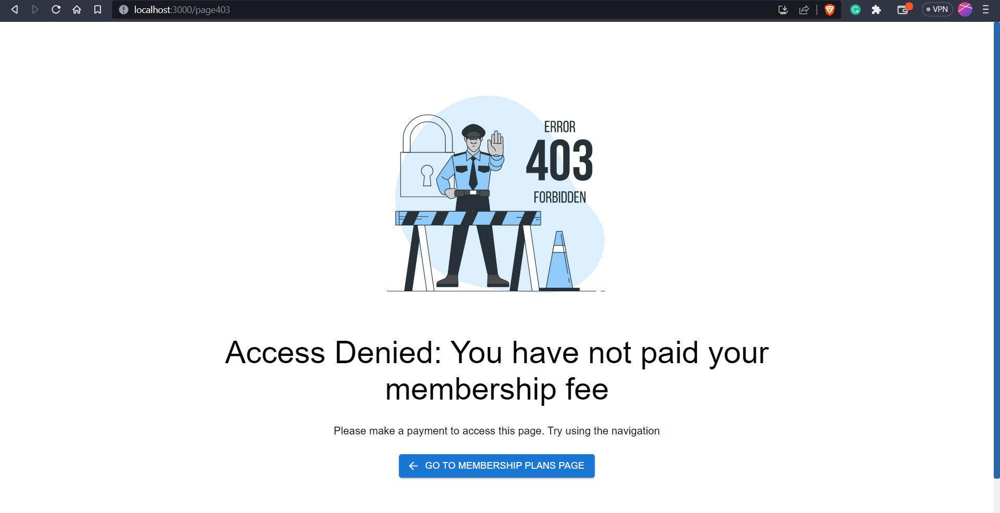 localhost:3000/page403
VPN
ERROR
403
FORBIDDEN
Access Denied: You have not paid your
membership fee
Please make a payment to access this page. Try using the navigation
GO TO MEMBERSHIP PLANS PAGE